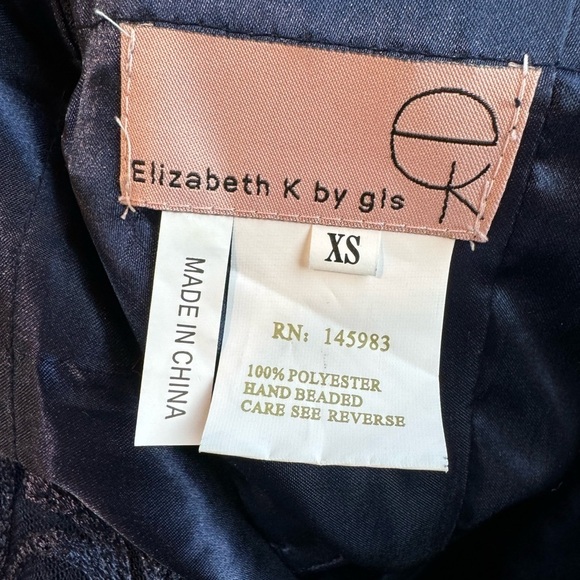 ek
Elizabeth K by gls
XS
MADE IN CHINA
RN: 145983
100% POLYESTER
HAND BEADED
CARE SEE REVERSE